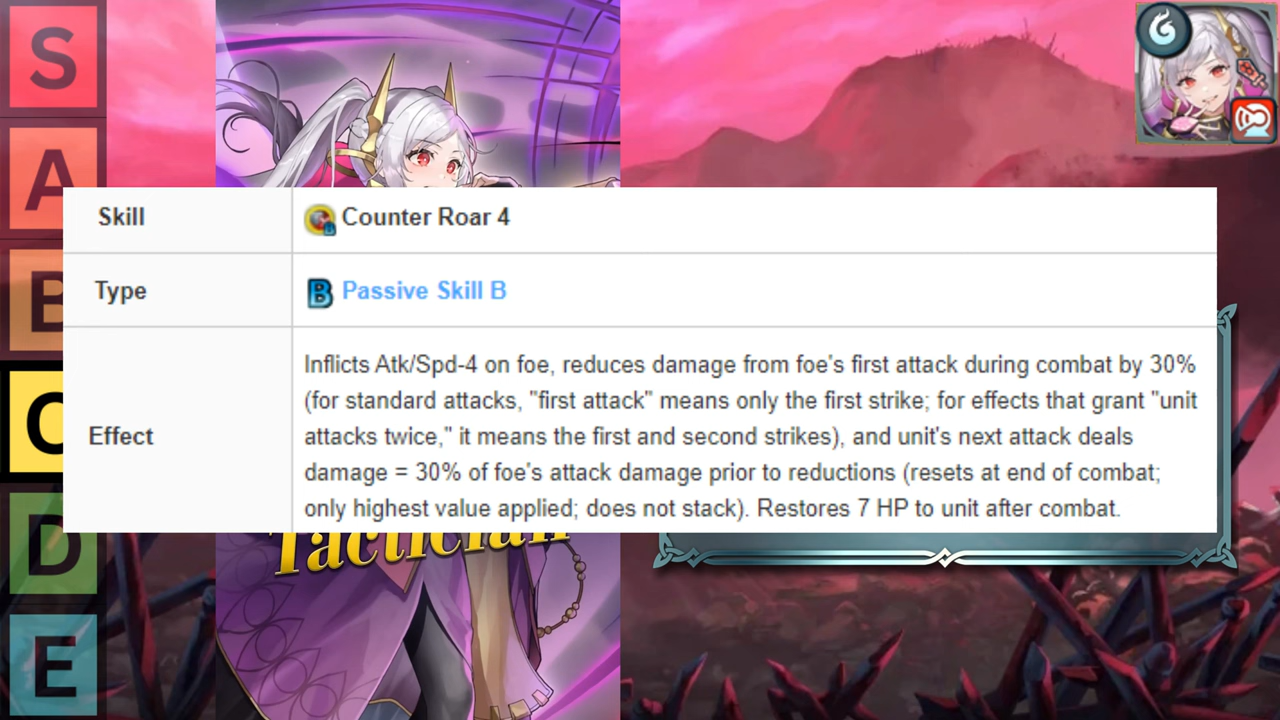 S
A
B
C
D
E
Skill
Counter Roar 4
Type
B Passive Skill B
Effect
Inflicts Atk/Spd-4 on foe, reduces damage from foe's first attack during combat by 30%
(for standard attacks, "first attack" means only the first strike; for effects that grant "unit
attacks twice," it means the first and second strikes), and unit's next attack deals
damage = 30% of foe's attack damage prior to reductions (resets at end of combat;
only highest value applied; does not stack). Restores 7 HP to unit after combat.
Tactician